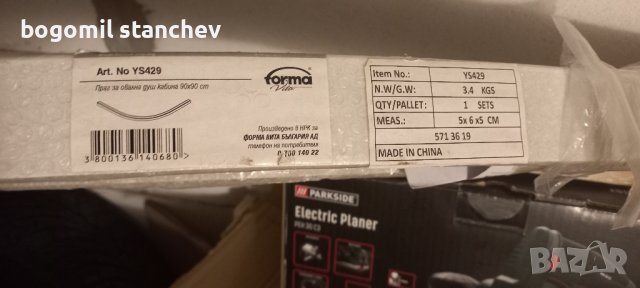 bogomil stanchev
Art. No YS429
Праг за овална душ кабина 90x90 cm
forma
Vita
3 800136 140680 >
Произведено в НРК за
ФОРМА ВИТА БЪЛГАРИЯ АД
телефон на потребителя
0 700 140 22
Item No.: YS429
N.W/G.W: 3.4 KGS
QTY/PALLET: 1 SETS
MEAS.: 5x 6 x5 CM
571 36 19
MADE IN CHINA
PARKSIDE
Electric Planer
BAZAR